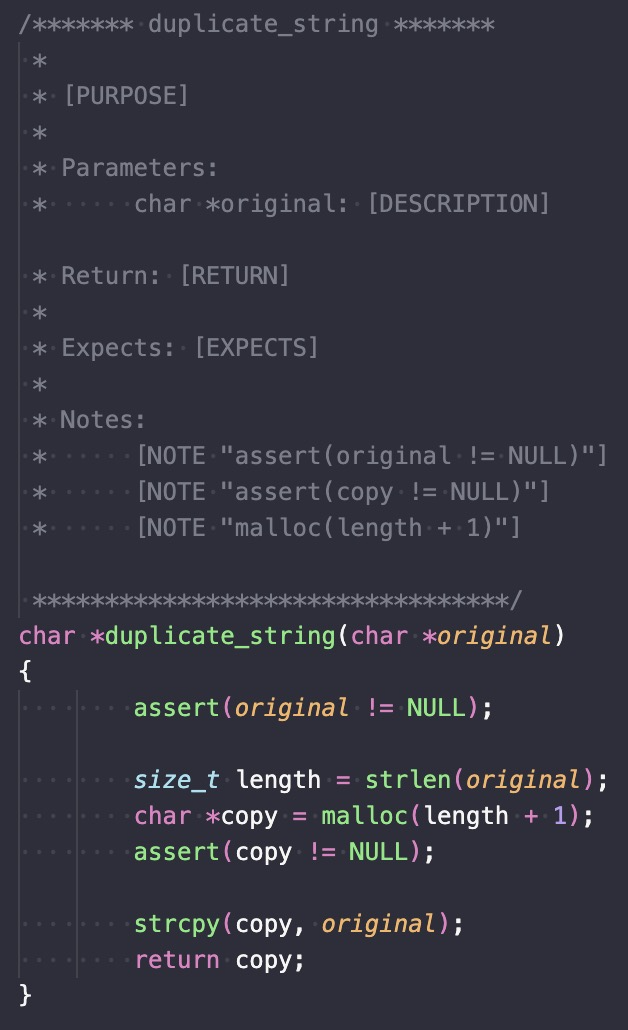 /******* duplicate_string *******
 *
 * [PURPOSE]
 *
 * Parameters:
 *      char *original: [DESCRIPTION]

 * Return: [RETURN]
 *
 * Expects: [EXPECTS]
 *
 * Notes:
 *      [NOTE "assert(original != NULL)"]
 *      [NOTE "assert(copy != NULL)"]
 *      [NOTE "malloc(length + 1)"]

 *********************************/
char *duplicate_string(char *original)
{
        assert(original != NULL);

        size_t length = strlen(original);
        char *copy = malloc(length + 1);
        assert(copy != NULL);

        strcpy(copy, original);
        return copy;
}